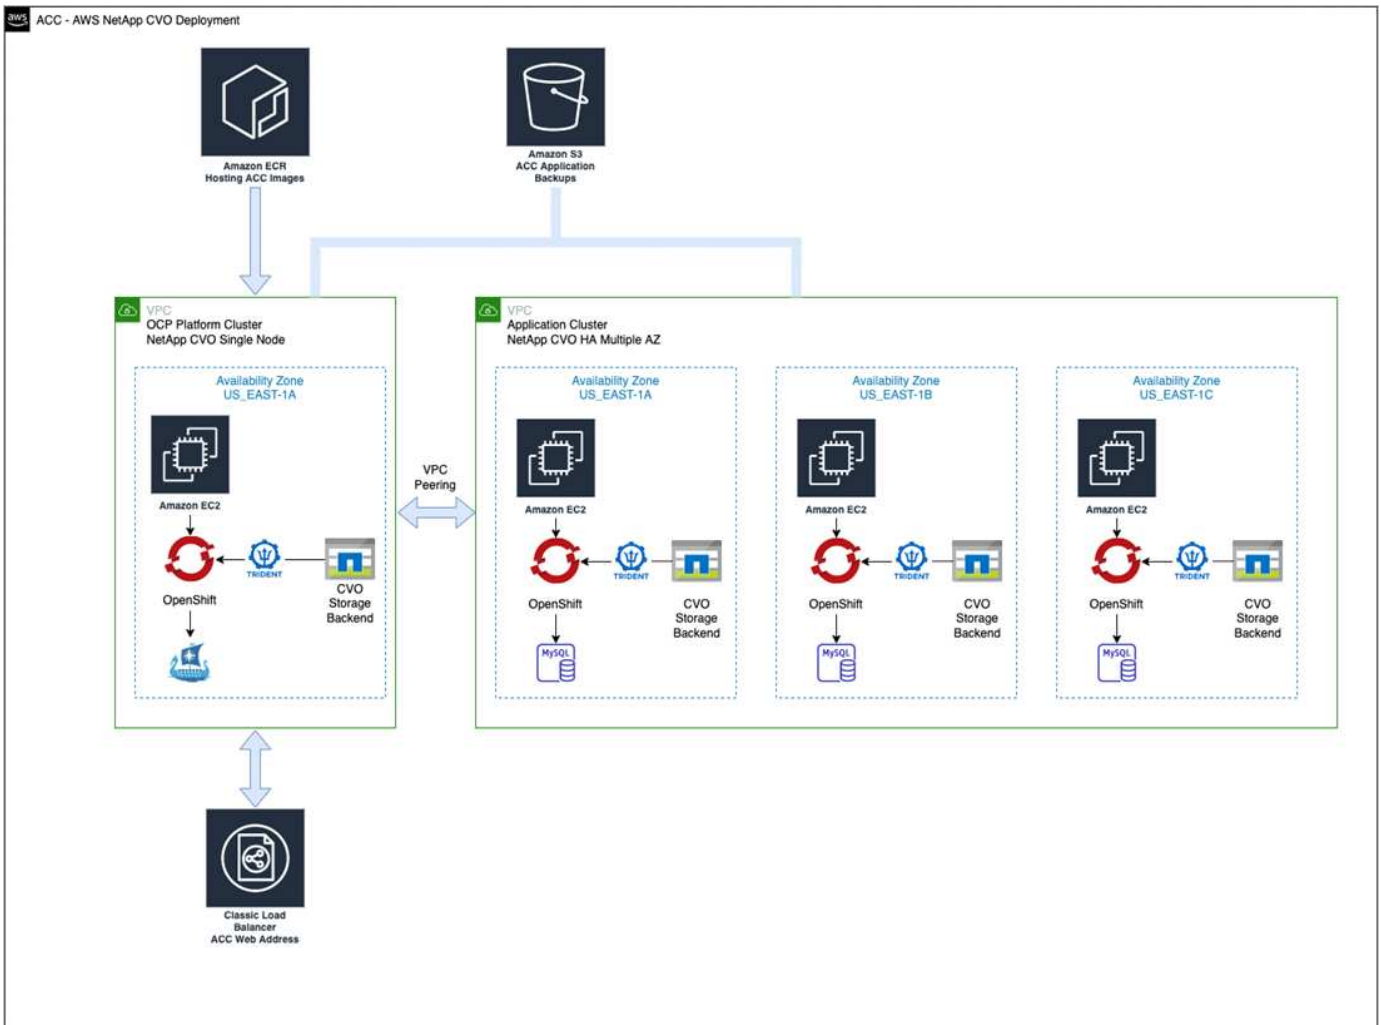 aws
ACC - AWS NetApp CVO Deployment
Amazon ECR
Hosting ACC Images
Amazon S3
ACC Application
Backups
VPC
OCP Platform Cluster
NetApp CVO Single Node
Availability Zone
US_EAST-1A
Amazon EC2
TRIDENT
OpenShift
CVO
Storage
Backend
VPC
Peering
VPC
Application Cluster
NetApp CVO HA Multiple AZ
Availability Zone
US_EAST-1A
Amazon EC2
TRIDENT
OpenShift
CVO
Storage
Backend
MySQL
Availability Zone
US_EAST-1B
Amazon EC2
TRIDENT
OpenShift
CVO
Storage
Backend
MySQL
Availability Zone
US_EAST-1C
Amazon EC2
TRIDENT
OpenShift
CVO
Storage
Backend
MySQL
Classic Load
Balancer
ACC Web Address